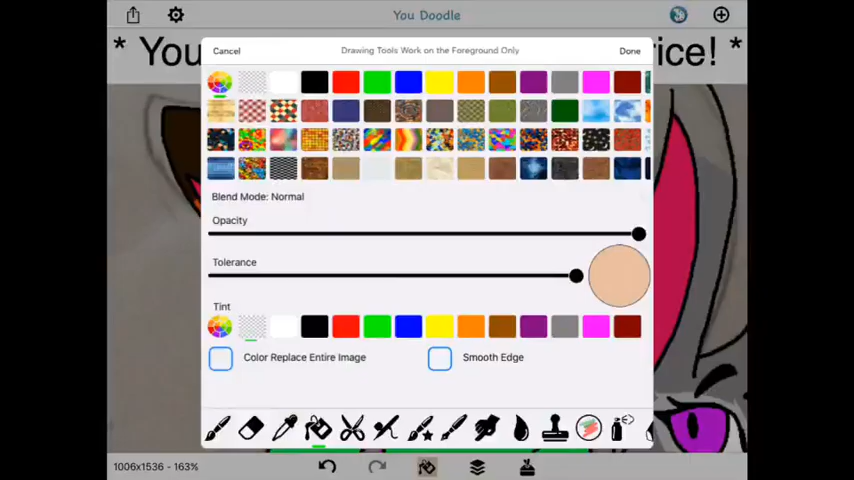 You Doodle
* You
rice! *
Cancel
Drawing Tools Work on the Foreground Only
Done
Blend Mode: Normal
Opacity
Tolerance
Tint
Color Replace Entire Image
Smooth Edge
1006x1536 - 163%